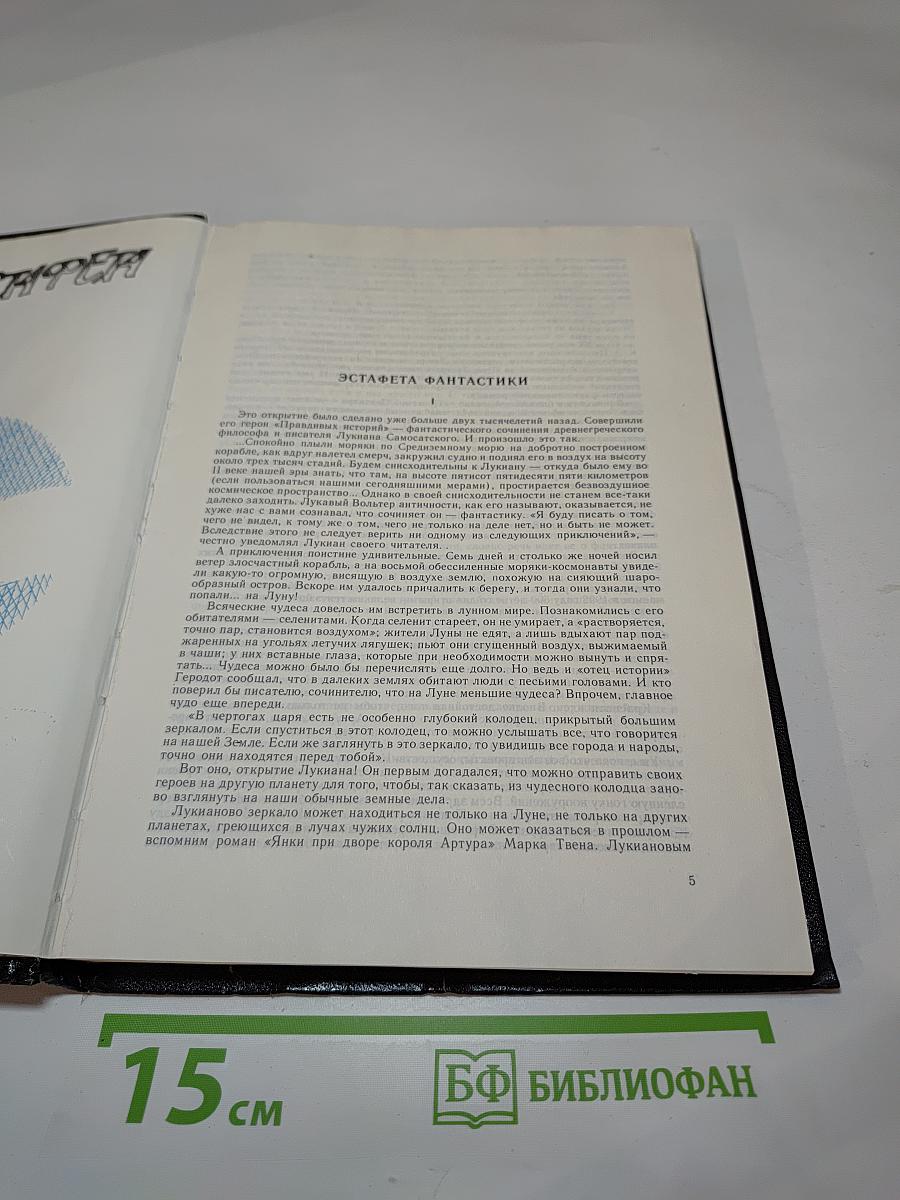 ЭСТАФЕТА ФАНТАСТИКИ
I
Это открытие было сделано уже больше двух тысячелетий назад. Совершили
его герои «Правдивых историй» — фантастического сочинения древнегреческого
философа и писателя Лукиана Самосатского. И произошло это так.
...Спокойно плыли моряки по Средиземному морю на добротно построенном
корабле, как вдруг налетел смерч, закружил судно и поднял его в воздух на высоту
около трех тысяч стадий. Будем снисходительны к Лукиану — откуда было ему во
II веке нашей эры знать, что там, на высоте пятисот пятидесяти пяти километров
(если пользоваться нашими сегодняшними мерами), простирается безвоздушное
космическое пространство... Однако в своей снисходительности не станем все-таки
далеко заходить. Лукавый Вольтер античности, как его называют, оказывается, не
хуже нас с вами сознавал, что сочиняет он — фантастику. «Я буду писать о том,
чего не видел, к тому же о том, чего не только на деле нет, но и быть не может.
Вследствие этого не следует верить ни одному из следующих приключений», —
честно уведомлял Лукиан своего читателя.
А приключения поистине удивительные. Семь дней и столько же ночей носил
ветер злосчастный корабль, а на восьмой обессиленные моряки-космонавты увиде-
ли какую-то огромную, висящую в воздухе землю, похожую на сияющий шаро-
образный остров. Вскоре им удалось причалить к берегу, и тогда они узнали, что
попали... на Луну!
Всяческие чудеса довелось им встретить в лунном мире. Познакомились с его
обитателями — селенитами. Когда селенит стареет, он не умирает, а «растворяется,
точно пар, становится воздухом»; жители Луны не едят, а лишь вдыхают пар под-
жаренных на угольях летучих лягушек; пьют они сгущенный воздух, выжимаемый
в чаши; у них вставные глаза, которые при необходимости можно вынуть и спря-
тать... Чудеса можно было бы перечислять еще долго. Но ведь и «отец истории»
Геродот сообщал, что в далеких землях обитают люди с песьими головами. И кто
поверил бы писателю, сочинителю, что на Луне меньшие чудеса? Впрочем, главное
чудо еще впереди.
«В чертогах царя есть не особенно глубокий колодец, прикрытый большим
зеркалом. Если спуститься в этот колодец, то можно услышать все, что говорится
на нашей Земле. Если же заглянуть в это зеркало, то увидишь все города и народы,
точно они находятся перед тобой».
Вот оно, открытие Лукиана! Он первым догадался, что можно отправить своих
героев на другую планету для того, чтобы, так сказать, из чудесного колодца зано-
во взглянуть на наши обычные земные дела.
Лукианово зеркало может находиться не только на Луне, не только на других
планетах, греющихся в лучах чужих солнц. Оно может оказаться в прошлом —
вспомним роман «Янки при дворе короля Артура» Марка Твена. Лукиановым
5
15 см
БФ БИБЛИОФАН